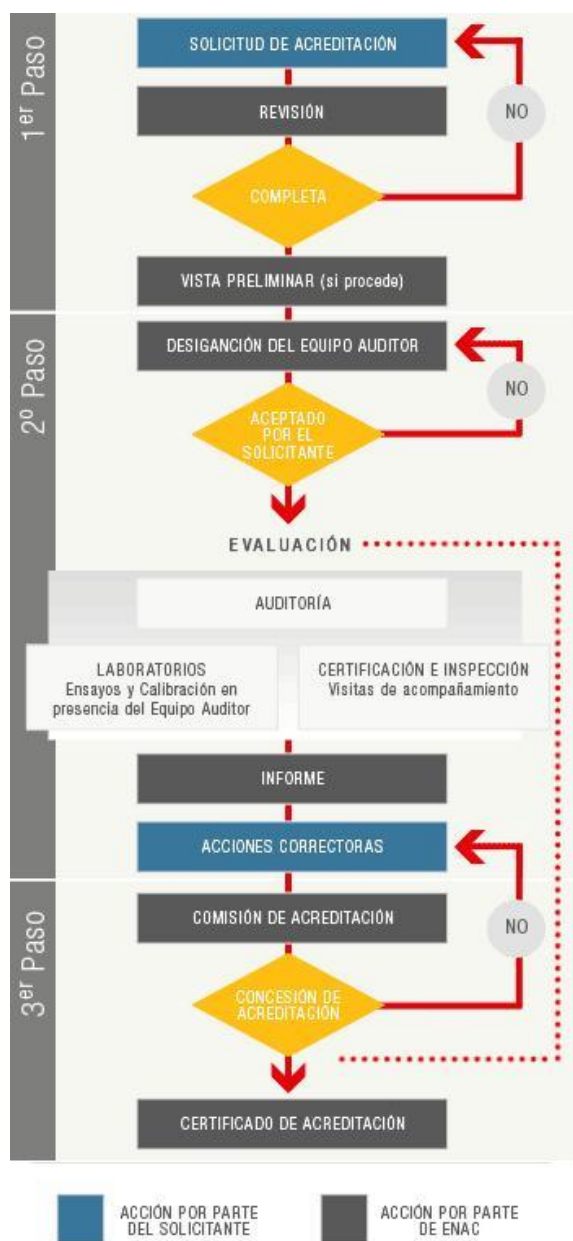 1er Paso
SOLICITUD DE ACREDITACIÓN
REVISIÓN
NO
COMPLETA
VISTA PRELIMINAR (si procede)
2º Paso
DESIGANCIÓN DEL EQUIPO AUDITOR
NO
ACEPTADO
POR EL
SOLICITANTE
EVALUACIÓN
AUDITORÍA
LABORATORIOS
Ensayos y Calibración en
presencia del Equipo Auditor
CERTIFICACIÓN E INSPECCIÓN
Visitas de acompañamiento
INFORME
ACCIONES CORRECTORAS
3er Paso
COMISIÓN DE ACREDITACIÓN
NO
CONCESIÓN DE
ACREDITACIÓN
CERTIFICADO DE ACREDITACIÓN
ACCIÓN POR PARTE
DEL SOLICITANTE
ACCIÓN POR PARTE
DE ENAC